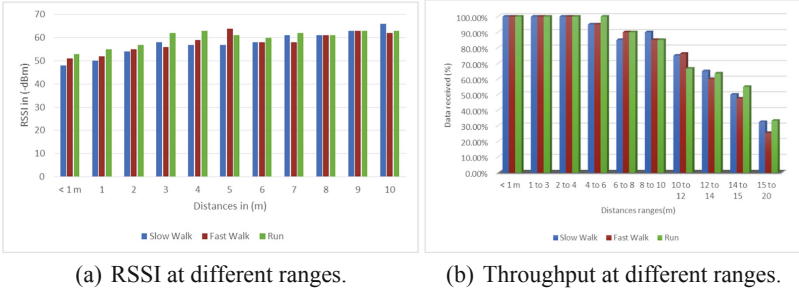 70
60
50
40
30
20
10
0
RSSI in (-dBm)
< 1 m 1 2 3 4 5 6 7 8 9 10
Distances in (m)
Slow Walk Fast Walk Run
(a) RSSI at different ranges.
100.00%
90.00%
80.00%
70.00%
60.00%
50.00%
40.00%
30.00%
20.00%
10.00%
0.00%
Data received (%)
< 1 m 1 to 3 2 to 4 4 to 6 6 to 8 8 to 10 10 to 12 12 to 14 14 to 15 15 to 20
Distances ranges(m)
Slow Walk Fast Walk Run
(b) Throughput at different ranges.